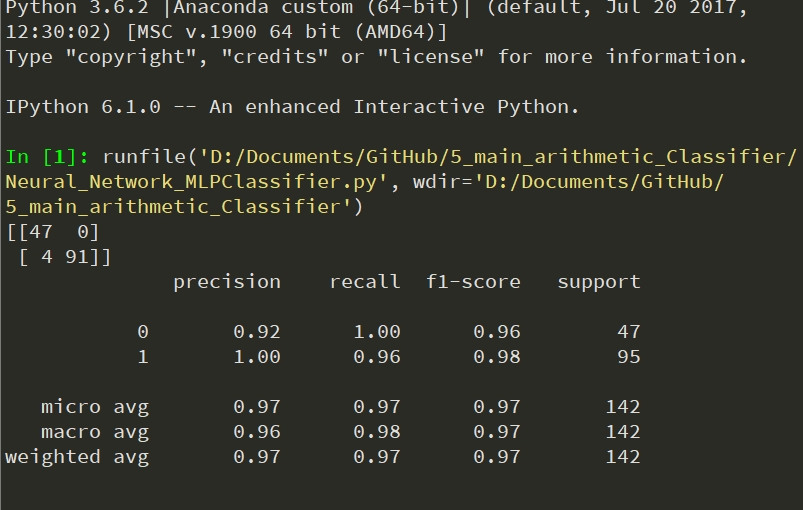 Python 3.6.2 |Anaconda custom (64-bit)| (default, Jul 20 2017,
12:30:02) [MSC v.1900 64 bit (AMD64)]
Type "copyright", "credits" or "license" for more information.
IPython 6.1.0 -- An enhanced Interactive Python.
In [1]: runfile('D:/Documents/GitHub/5_main_arithmetic_Classifier/
Neural_Network_MLPClassifier.py', wdir='D:/Documents/GitHub/
5_main_arithmetic_Classifier')
[[47  0]
 [ 4 91]]
              precision    recall  f1-score   support
           0       0.92      1.00      0.96        47
           1       1.00      0.96      0.98        95
   micro avg       0.97      0.97      0.97       142
   macro avg       0.96      0.98      0.97       142
weighted avg       0.97      0.97      0.97       142